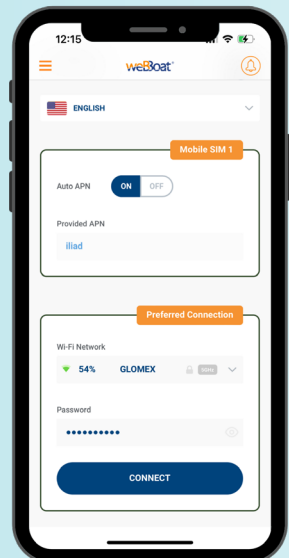 12:15
weBBoat
ENGLISH
Mobile SIM 1
Auto APN ON OFF
Provided APN
iliad
Preferred Connection
Wi-Fi Network
54% GLOMEX
Password
••••••••••
CONNECT